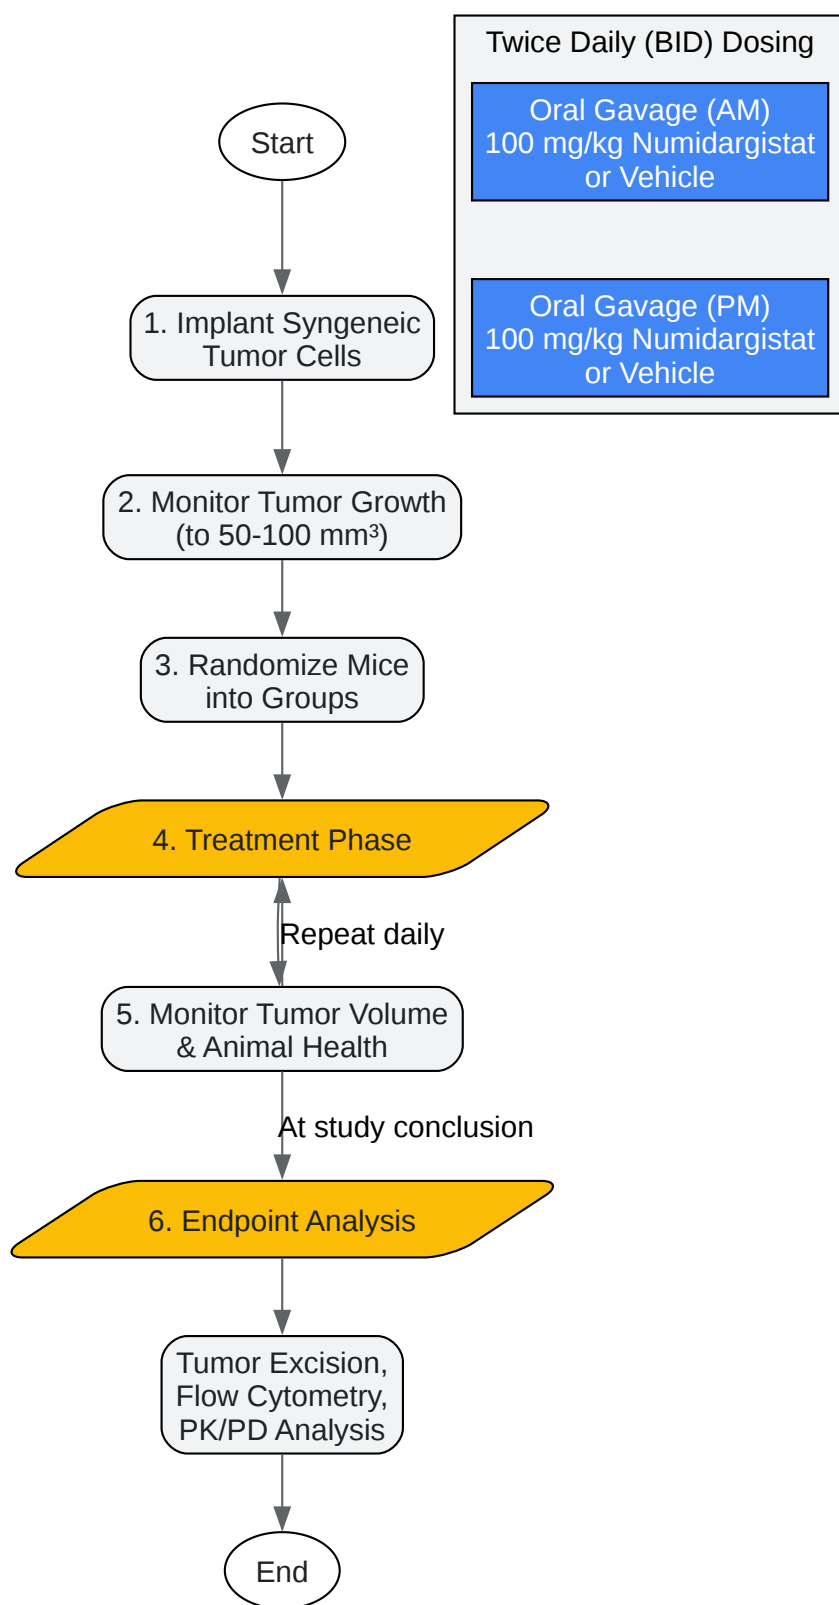 Twice Daily (BID) Dosing
Oral Gavage (AM)
100 mg/kg Numidargistat
or Vehicle
Oral Gavage (PM)
100 mg/kg Numidargistat
or Vehicle
Start
1. Implant Syngeneic
Tumor Cells
2. Monitor Tumor Growth
(to 50-100 mm³)
3. Randomize Mice
into Groups
4. Treatment Phase
Repeat daily
5. Monitor Tumor Volume
& Animal Health
At study conclusion
6. Endpoint Analysis
Tumor Excision,
Flow Cytometry,
PK/PD Analysis
End